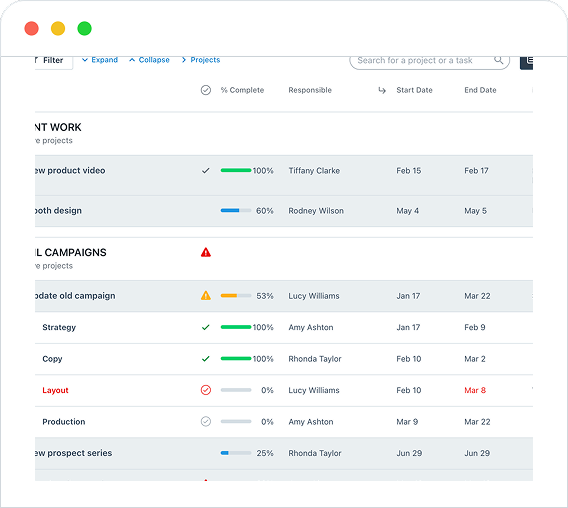 Filter Expand Collapse Projects Search for a project or a task
% Complete Responsible Start Date End Date
NT WORK
ve projects
ew product video 100% Tiffany Clarke Feb 15 Feb 17
ooth design 60% Rodney Wilson May 4 May 5
IL CAMPAIGNS
ve projects
pdate old campaign 53% Lucy Williams Jan 17 Mar 22
Strategy 100% Amy Ashton Jan 17 Feb 9
Copy 100% Rhonda Taylor Feb 10 Mar 2
Layout 0% Lucy Williams Feb 10 Mar 8
Production 0% Amy Ashton Mar 9 Mar 22
ew prospect series 25% Rhonda Taylor Jun 29 Jun 29